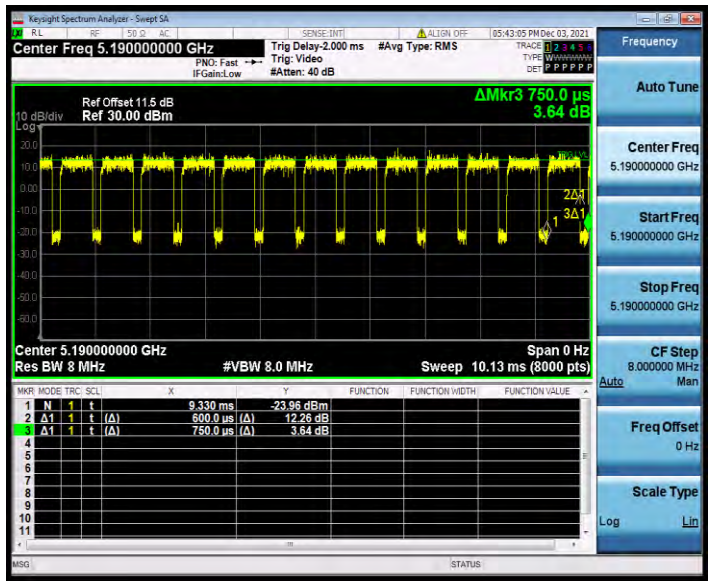 Keysight Spectrum Analyzer - Swept SA
RL RF 50 Ω AC SENSE:INT ALIGN OFF 05:43:05 PM Dec 03, 2021
Center Freq 5.190000000 GHz
PNO: Fast
IFGain:Low
Trig Delay-2.000 ms
Trig: Video
#Atten: 40 dB
#Avg Type: RMS
TRACE 1 2 3 4 5 6
TYPE WWWWWW
DET P P P P P P
Frequency
Auto Tune
Center Freq
5.190000000 GHz
Start Freq
5.190000000 GHz
Stop Freq
5.190000000 GHz
CF Step
8.000000 MHz
Auto Man
Freq Offset
0 Hz
Scale Type
Log Lin
ΔMkr3 750.0 µs
3.64 dB
Ref Offset 11.5 dB
10 dB/div Ref 30.00 dBm
Log
TRG LVL
20.0
10.0
0.00
-10.0
-20.0
-30.0
-40.0
-50.0
-60.0
2Δ1
3Δ1
1
Center 5.190000000 GHz Span 0 Hz
Res BW 8 MHz #VBW 8.0 MHz Sweep 10.13 ms (8000 pts)
MKR MODE TRC SCL X Y FUNCTION FUNCTION WIDTH FUNCTION VALUE
1 N 1 t 9.330 ms -23.96 dBm
2 Δ1 1 t (Δ) 600.0 µs (Δ) 12.26 dB
3 Δ1 1 t (Δ) 750.0 µs (Δ) 3.64 dB
4
5
6
7
8
9
10
11
MSG STATUS